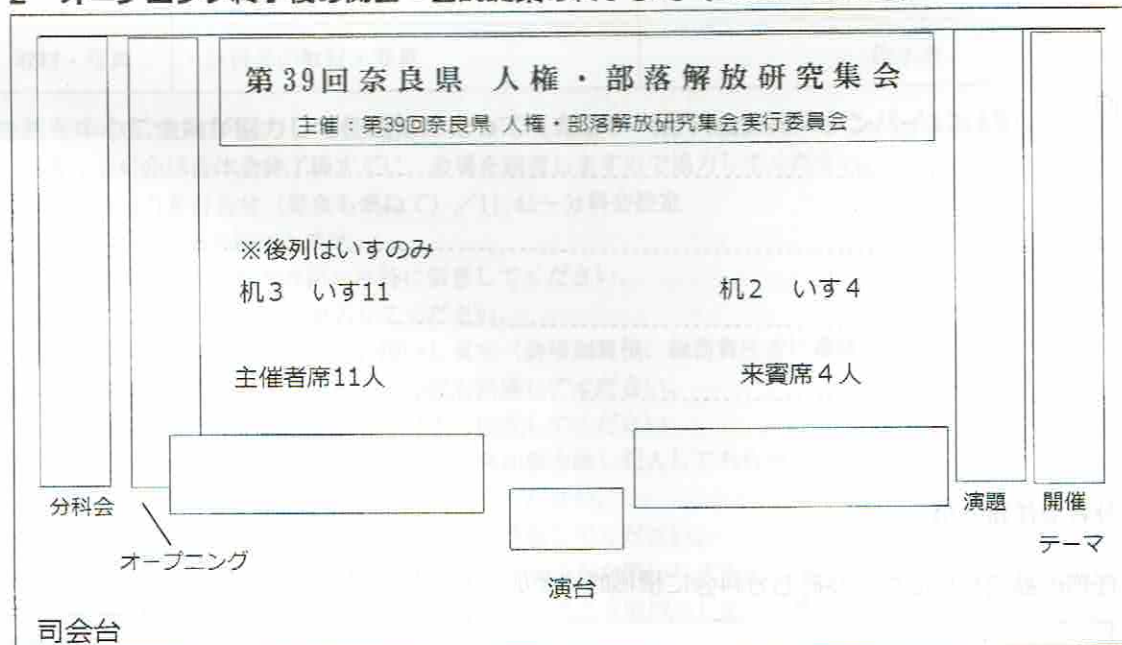 第39回奈良県 人権・部落解放研究集会
主催・第39回奈良県 人権・部落解放研究集会実行委員会
※後列はいすのみ
机3 いす11
机2 いす4
主催者席11人
来賓席4人
分科会
オープニング
演台
演題
開催
テーマ
司会台